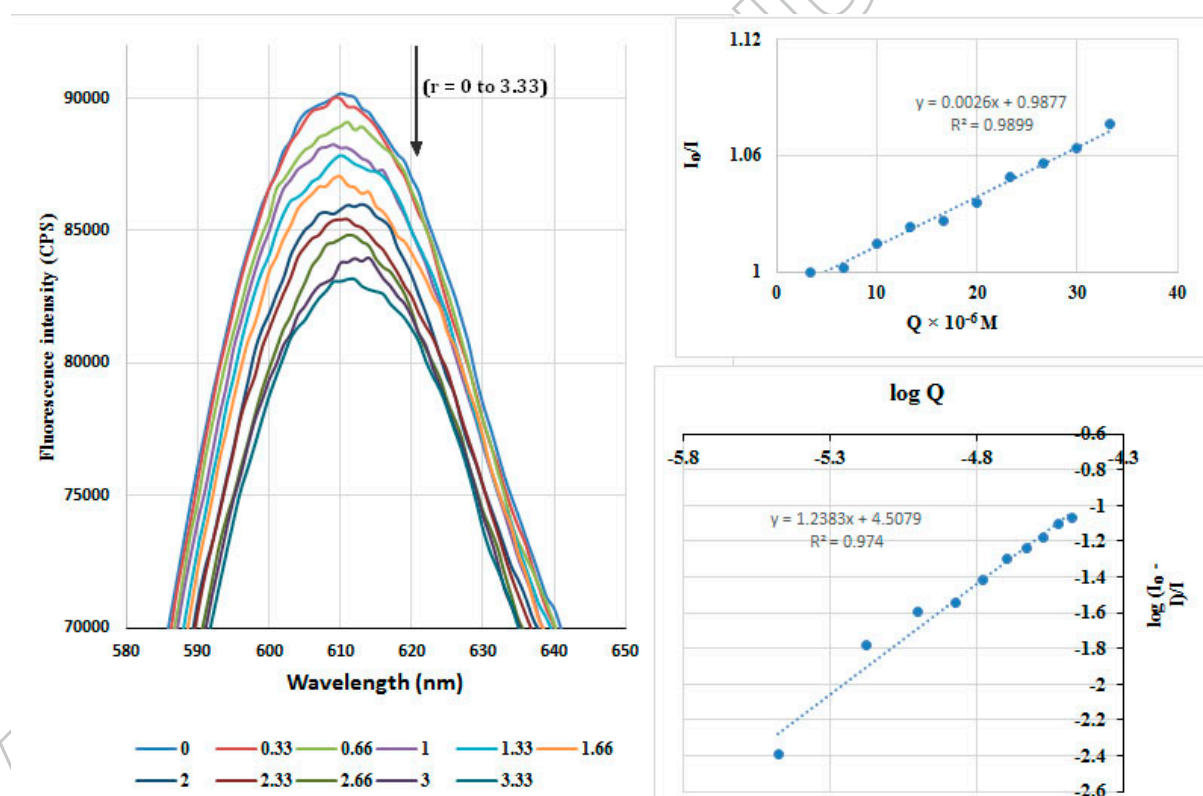 Fluorescence intensity (CPS)
90000
85000
80000
75000
70000
(r = 0 to 3.33)
580 590 600 610 620 630 640 650
Wavelength (nm)
0 0.33 0.66 1 1.33 1.66
2 2.33 2.66 3 3.33
1.12
1.06
1
I₀/I
y = 0.0026x + 0.9877
R² = 0.9899
0 10 20 30 40
Q × 10⁻⁶ M
log Q
-5.8 -5.3 -4.8 -4.3
-0.6
-0.8
-1
-1.2
-1.4
-1.6
-1.8
-2
-2.2
-2.4
-2.6
y = 1.2383x + 4.5079
R² = 0.974
log (I₀ -
I)/I